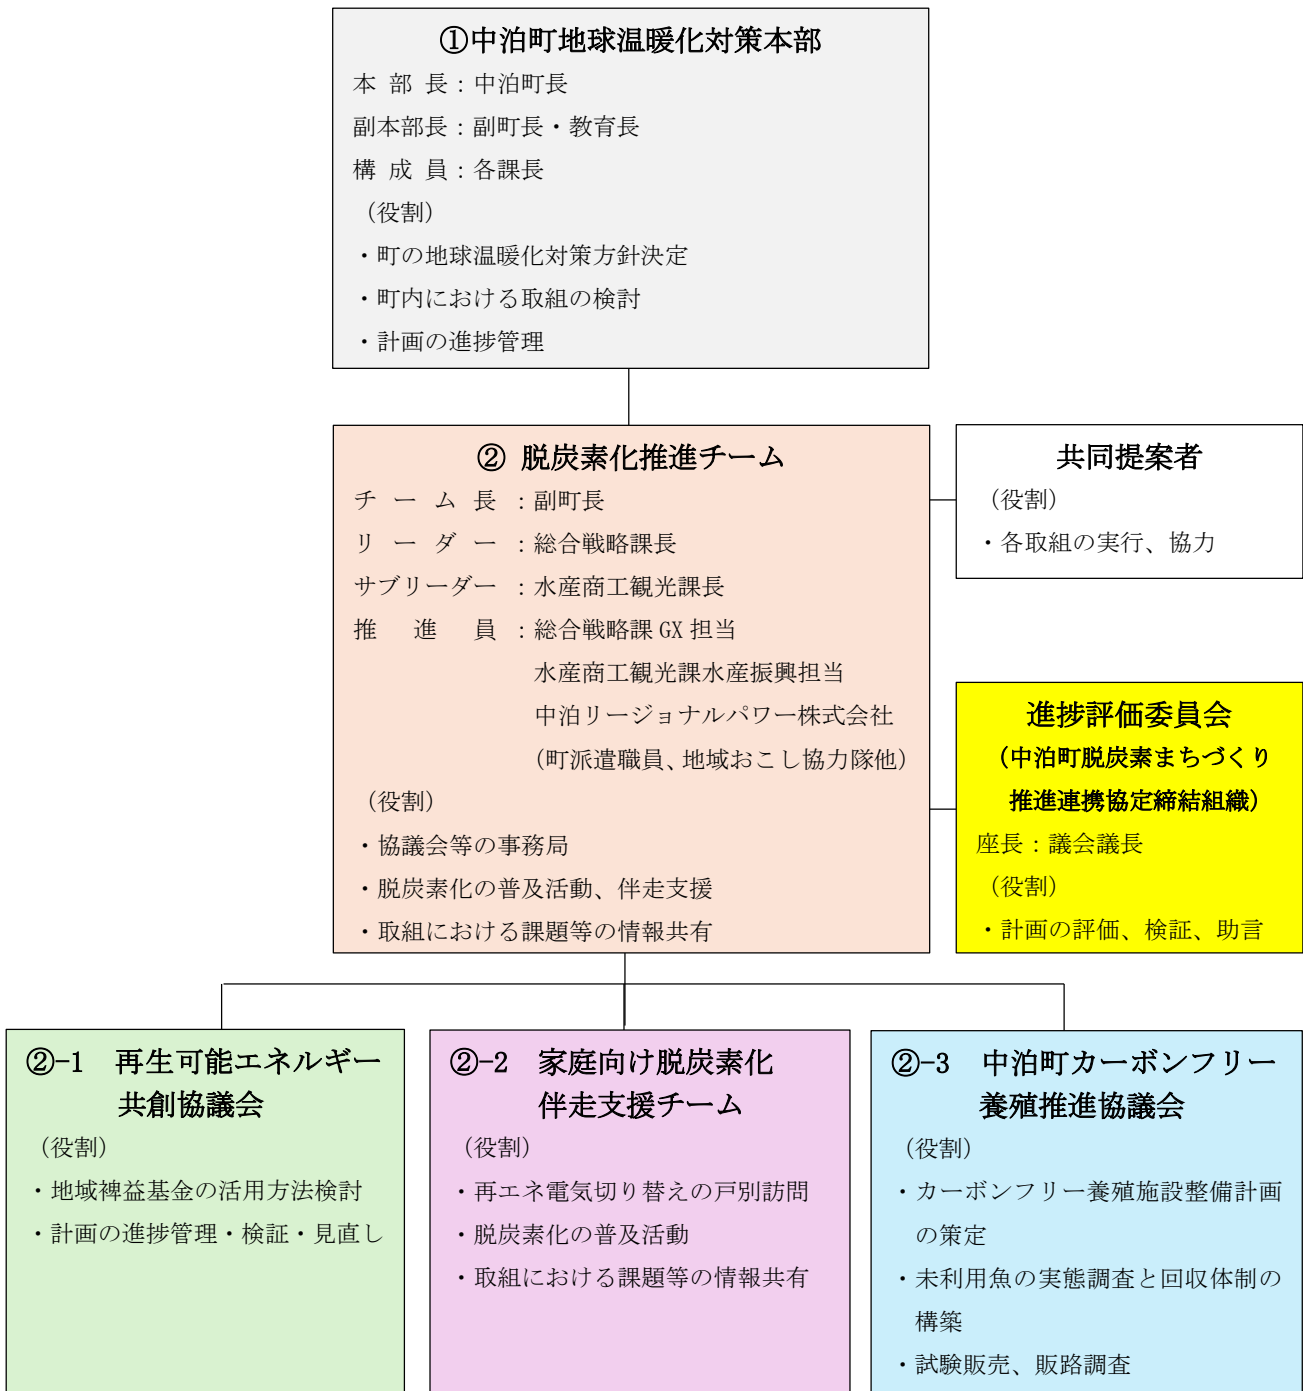 ①中泊町地球温暖化対策本部
本 部 長：中泊町長
副本部長：副町長・教育長
構 成 員：各課長
（役割）
・町の地球温暖化対策方針決定
・町内における取組の検討
・計画の進捗管理
② 脱炭素化推進チーム
チ ー ム 長 ：副町長
リ ー ダ ー ：総合戦略課長
サブリーダー ：水産商工観光課長
推 進 員 ：総合戦略課 GX 担当
水産商工観光課水産振興担当
中泊リージョナルパワー株式会社
（町派遣職員、地域おこし協力隊他）
（役割）
・協議会等の事務局
・脱炭素化の普及活動、伴走支援
・取組における課題等の情報共有
共同提案者
（役割）
・各取組の実行、協力
進捗評価委員会
（中泊町脱炭素まちづくり
推進連携協定締結組織）
座長：議会議長
（役割）
・計画の評価、検証、助言
②-1 再生可能エネルギー
共創協議会
（役割）
・地域裨益基金の活用方法検討
・計画の進捗管理・検証・見直し
②-2 家庭向け脱炭素化
伴走支援チーム
（役割）
・再エネ電気切り替えの戸別訪問
・脱炭素化の普及活動
・取組における課題等の情報共有
②-3 中泊町カーボンフリー
養殖推進協議会
（役割）
・カーボンフリー養殖施設整備計画
の策定
・未利用魚の実態調査と回収体制の
構築
・試験販売、販路調査